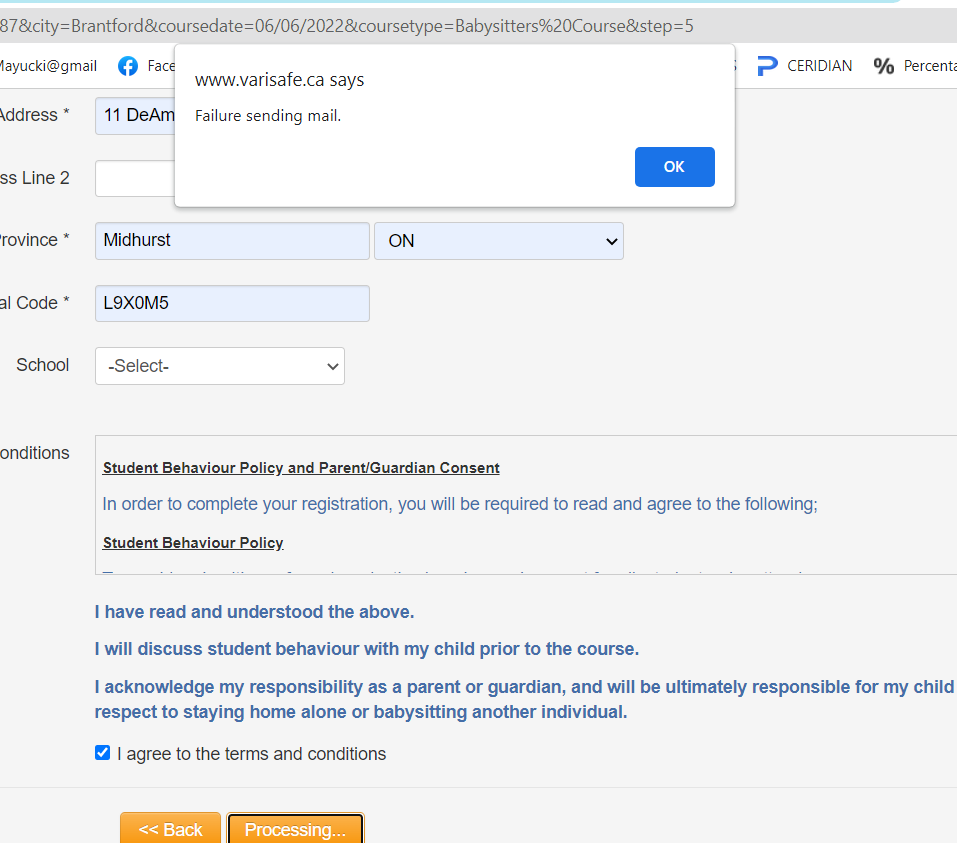 87&city=Brantford&coursedate=06/06/2022&coursetype=Babysitters%20Course&step=5
Mayucki@gmail Face CERIDIAN Percenta
www.varisafe.ca says
Failure sending mail.
OK
Address * 11 DeAm
ss Line 2
Province * Midhurst ON
al Code * L9X0M5
School -Select-
onditions
Student Behaviour Policy and Parent/Guardian Consent
In order to complete your registration, you will be required to read and agree to the following;
Student Behaviour Policy
I have read and understood the above.
I will discuss student behaviour with my child prior to the course.
I acknowledge my responsibility as a parent or guardian, and will be ultimately responsible for my child
respect to staying home alone or babysitting another individual.
I agree to the terms and conditions
<< Back Processing...